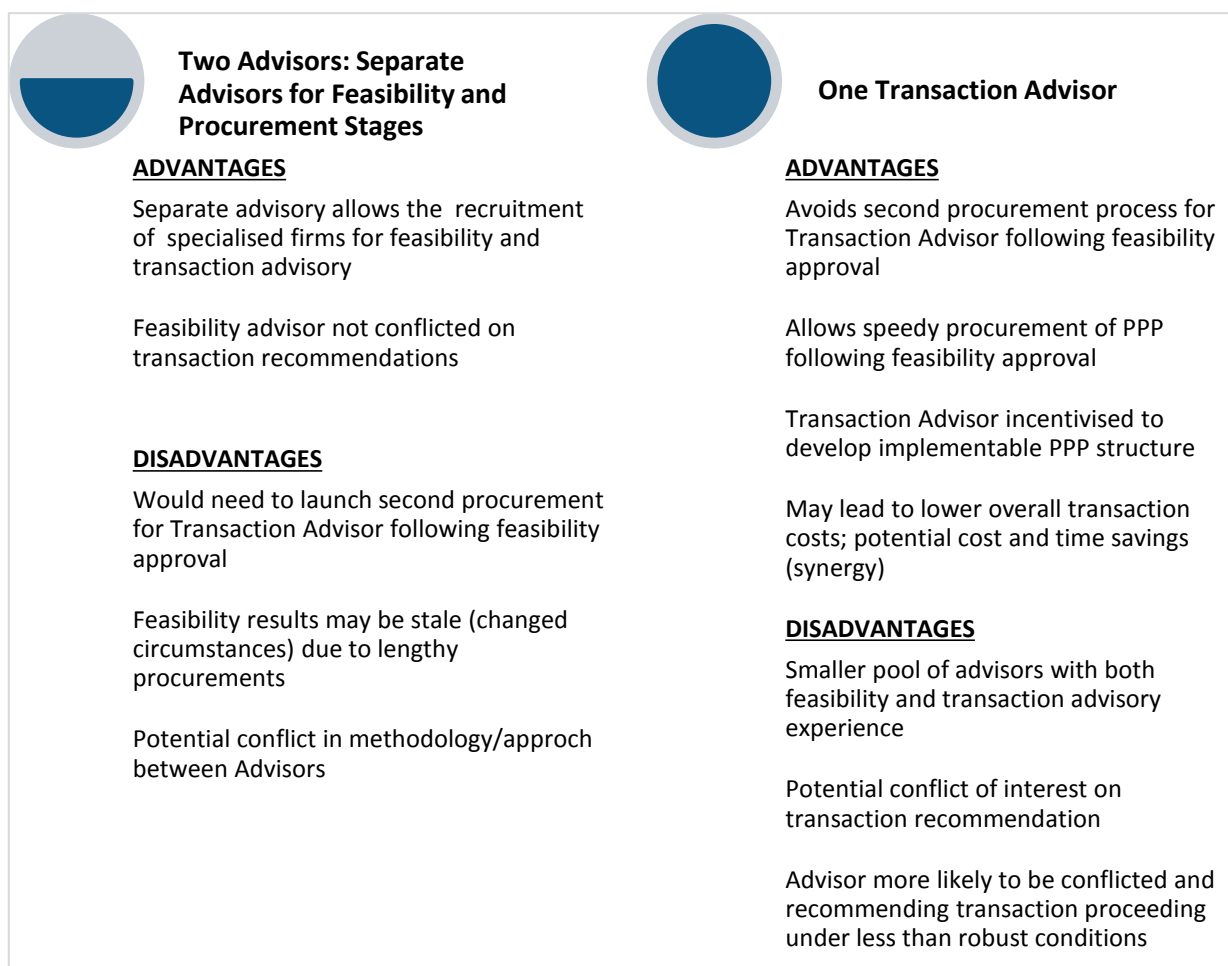 Two Advisors: Separate
Advisors for Feasibility and
Procurement Stages
ADVANTAGES
Separate advisory allows the  recruitment
of  specialised firms for feasibility and
transaction advisory
Feasibility advisor not conflicted on
transaction recommendations
DISADVANTAGES
Would need to launch second procurement
for Transaction Advisor following feasibility
approval
Feasibility results may be stale (changed
circumstances) due to lengthy
procurements
Potential conflict in methodology/approch
between Advisors
One Transaction Advisor
ADVANTAGES
Avoids second procurement process for
Transaction Advisor following feasibility
approval
Allows speedy procurement of PPP
following feasibility approval
Transaction Advisor incentivised to
develop implementable PPP structure
May lead to lower overall transaction
costs; potential cost and time savings
(synergy)
DISADVANTAGES
Smaller pool of advisors with both
feasibility and transaction advisory
experience
Potential conflict of interest on
transaction recommendation
Advisor more likely to be conflicted and
recommending transaction proceeding
under less than robust conditions